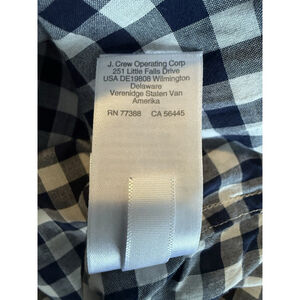 J. Crew Operating Corp
251 Little Falls Drive
USA DE19808 Wilmington
Delaware
Verenidge Staten Van
Amerika
RN 77388 CA 56445